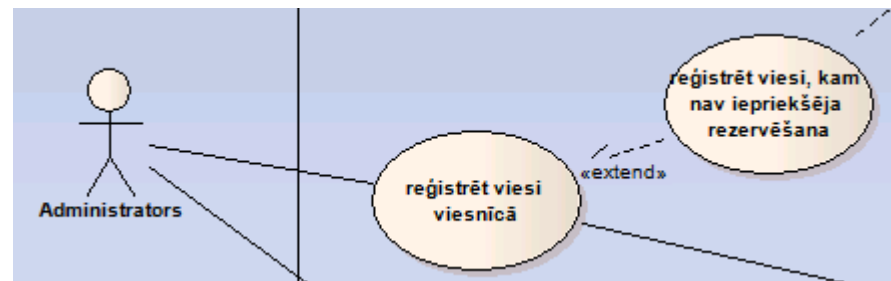 reģistrēt viesi, kam
nav iepriekšēja
rezervēšana
«extend»
reģistrēt viesi
viesnīcā
Administrators